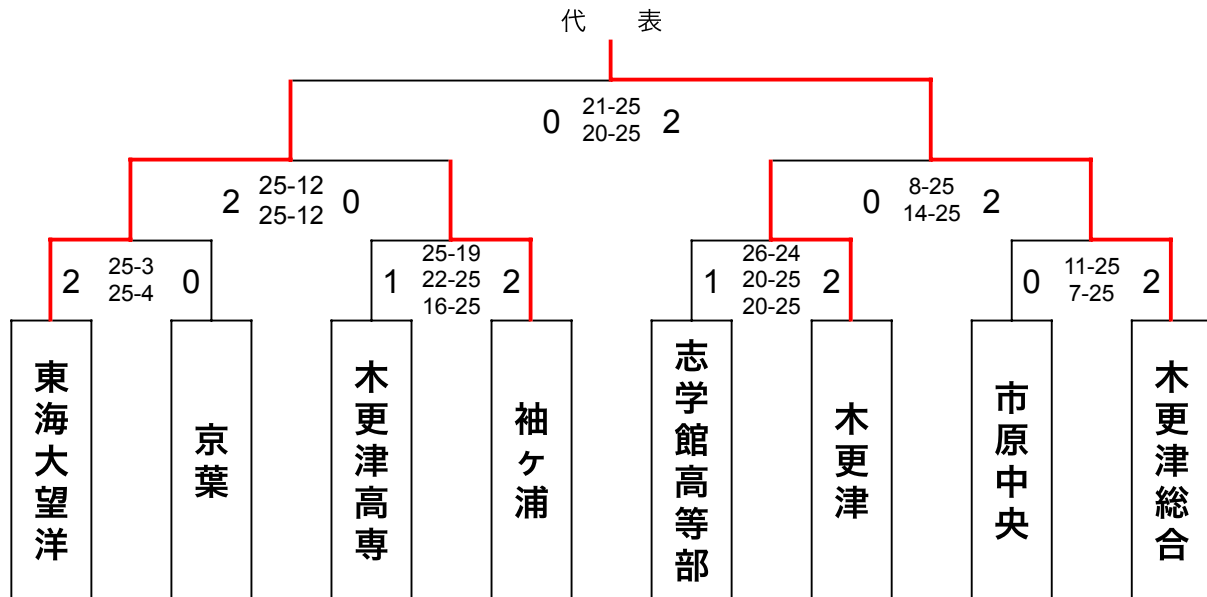 代 表
0 21-25 2
20-25
2 25-12 0
25-12
0 8-25 2
14-25
2 25-3 0
25-4
1 25-19 2
22-25
16-25
1 26-24 2
20-25
20-25
0 11-25 2
7-25
東海大望洋
京葉
木更津高専
袖ヶ浦
志学館高等部
木更津
市原中央
木更津総合